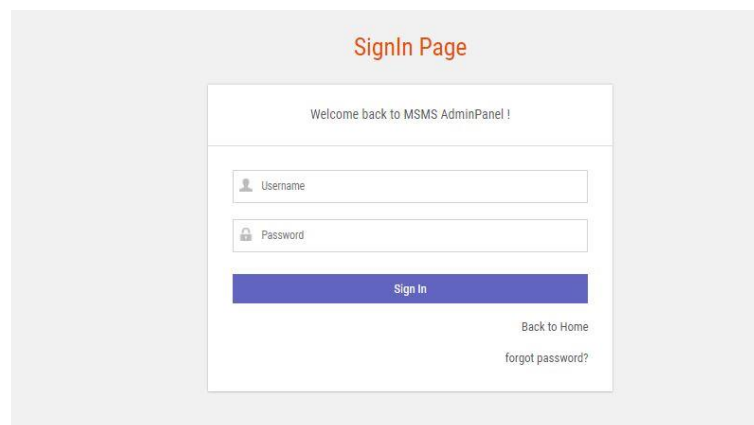 SignIn Page
Welcome back to MSMS AdminPanel !
Username
Password
Sign In
Back to Home
forgot password?